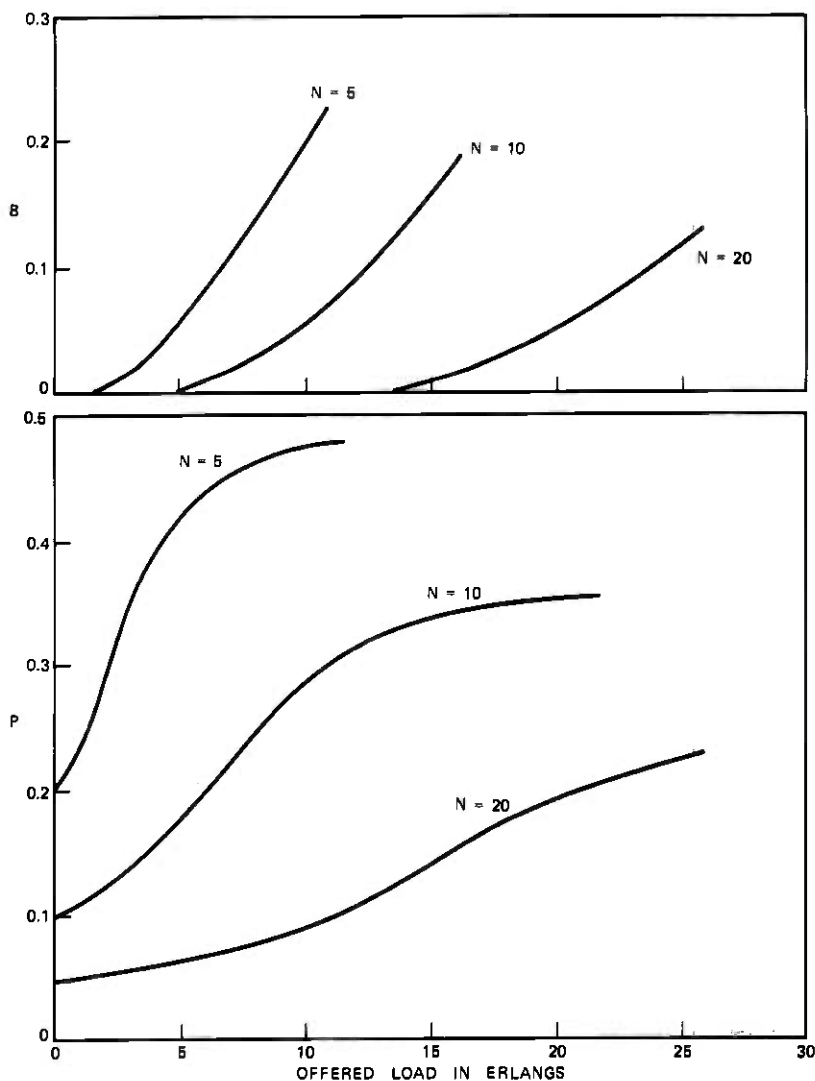 0.3
N = 5
0.2
N = 10
B
0.1
N = 20
0
0.5
N = 5
0.4
N = 10
0.3
P
0.2
N = 20
0.1
0
0 5 10 15 20 25 30
OFFERED LOAD IN ERLANGS